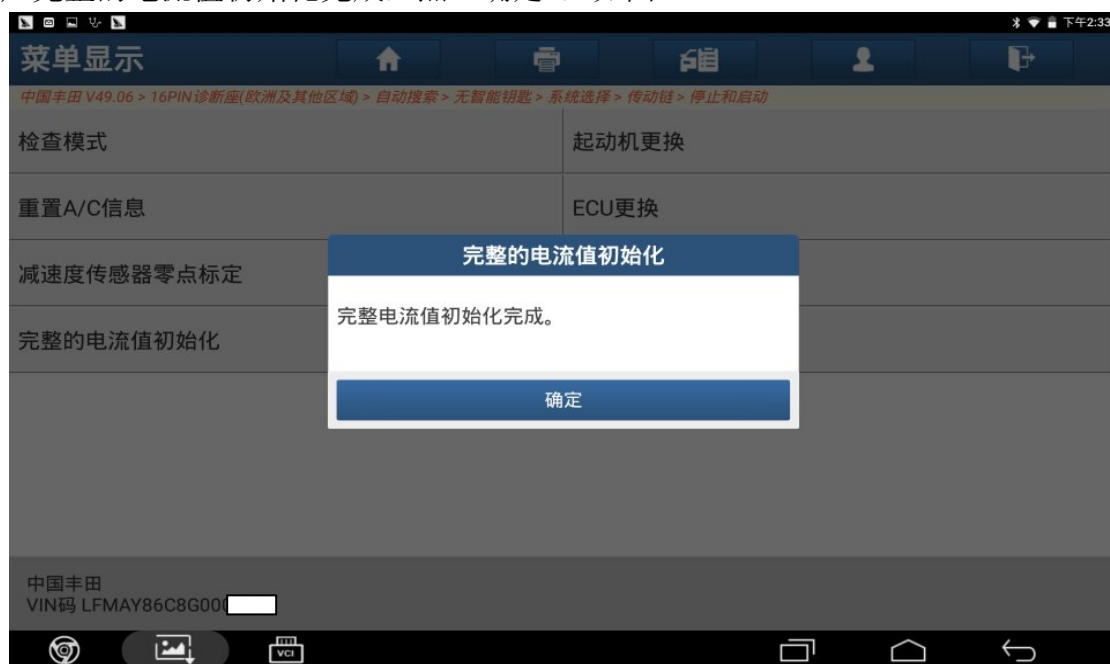 下午2:33
菜单显示
中国丰田 V49.06 > 16PIN诊断座(欧洲及其他区域) > 自动搜索 > 无智能钥匙 > 系统选择 > 传动链 > 停止和启动
检查模式
起动机更换
重置A/C信息
ECU更换
减速度传感器零点标定
完整的电流值初始化
完整的电流值初始化
完整电流值初始化完成。
确定
中国丰田
VIN码 LFMAY86C8G00
VCI